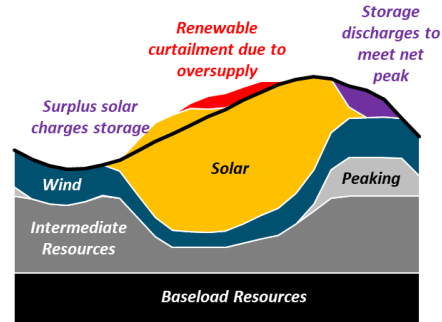 Renewable
curtailment due to
oversupply
Storage
discharges to
meet net
peak
Surplus solar
charges storage
Solar
Wind
Peaking
Intermediate
Resources
Baseload Resources